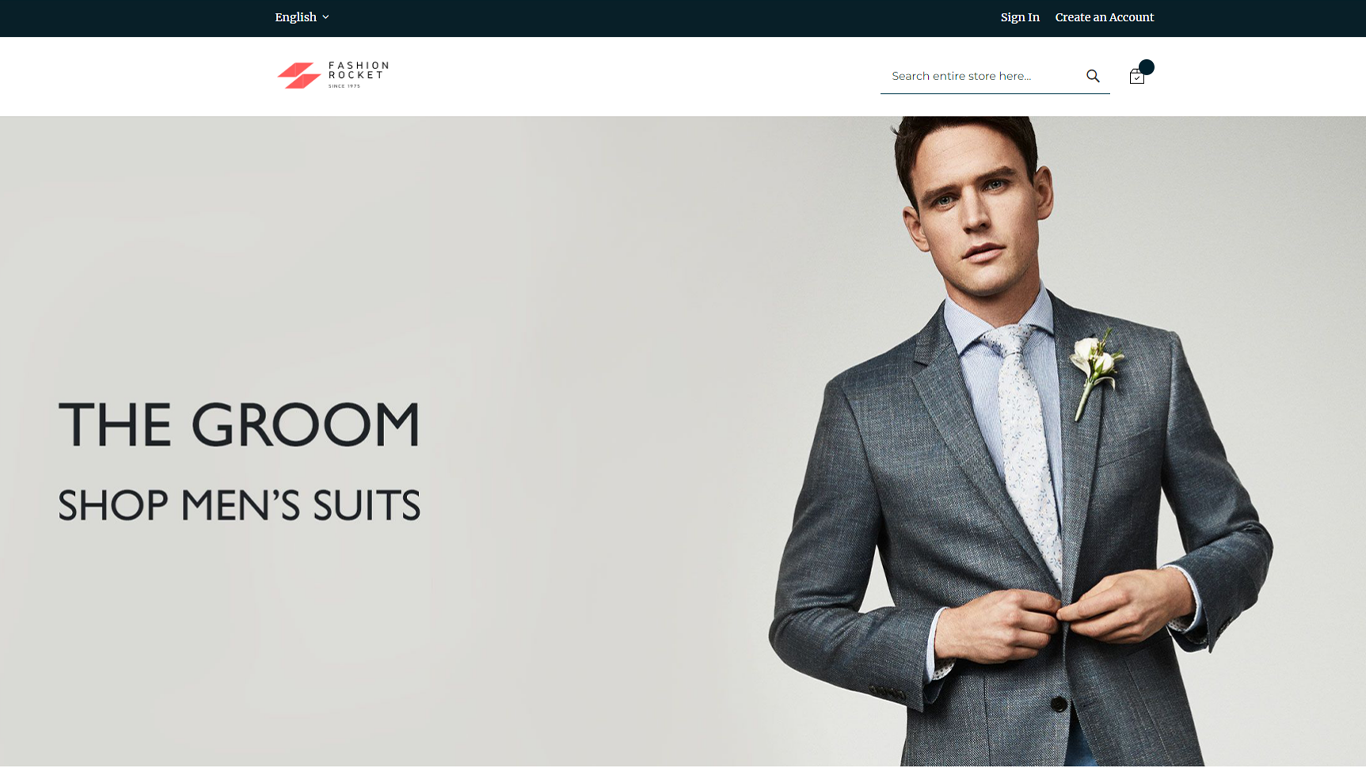 English
Sign In
Create an Account
FASHION
ROCKET
SINCE 1975
Search entire store here...
THE GROOM
SHOP MEN'S SUITS